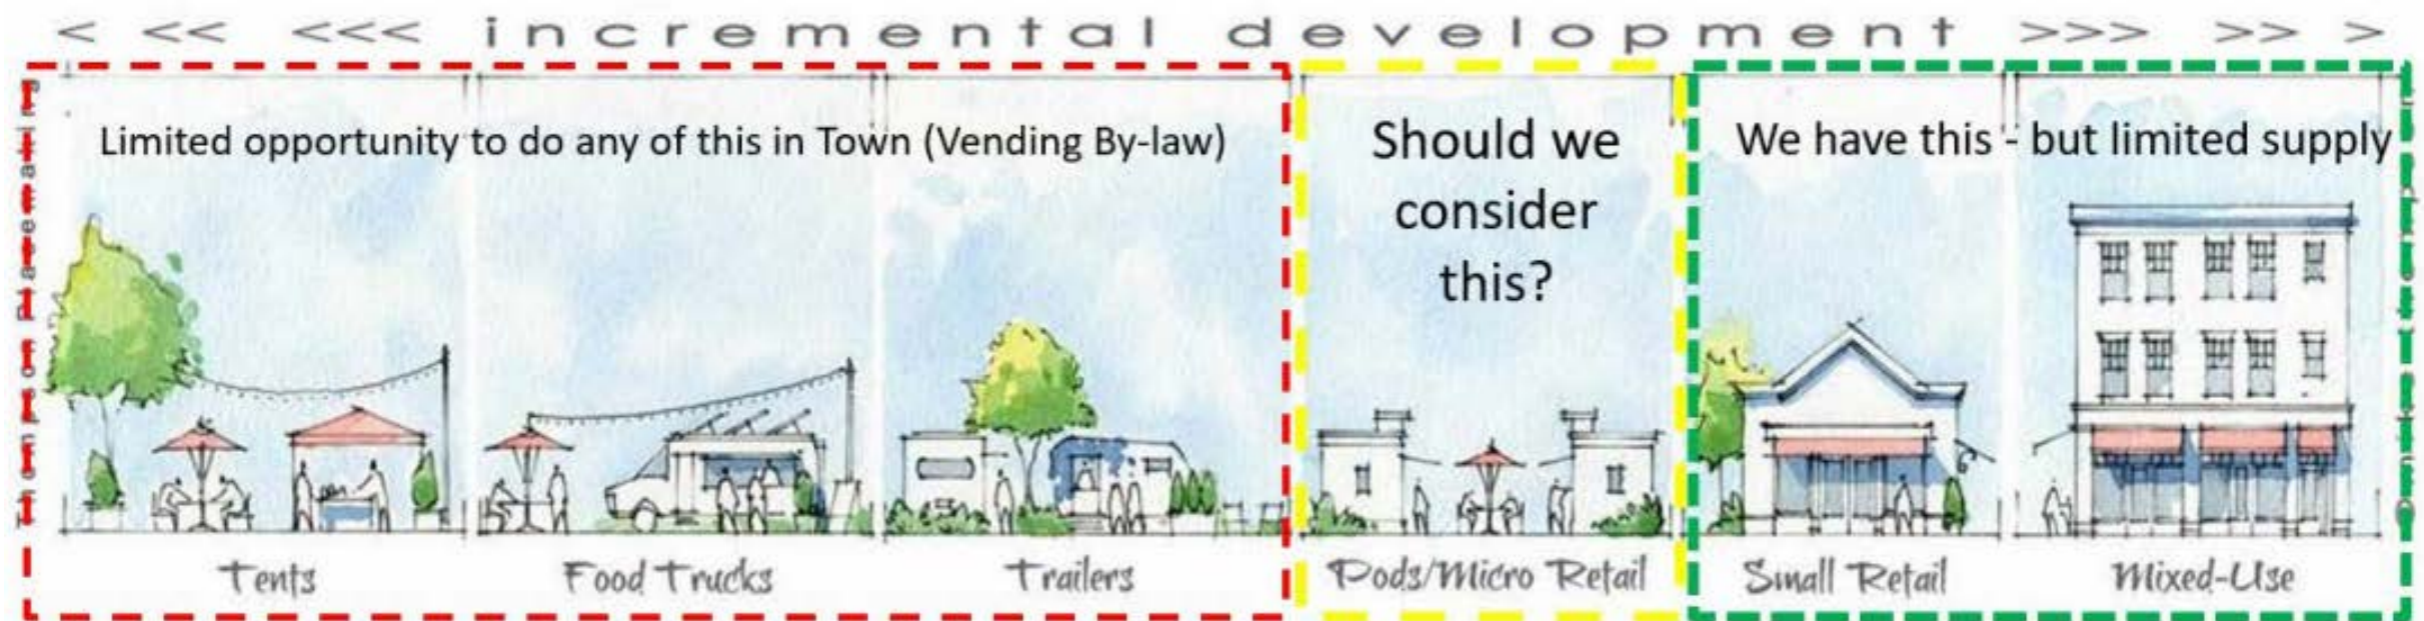 < << <<< incremental development >>> >> >
Limited opportunity to do any of this in Town (Vending By-law)
Should we
consider
this?
We have this - but limited supply
Tents
Food Trucks
Trailers
Pods/Micro Retail
Small Retail
Mixed-Use